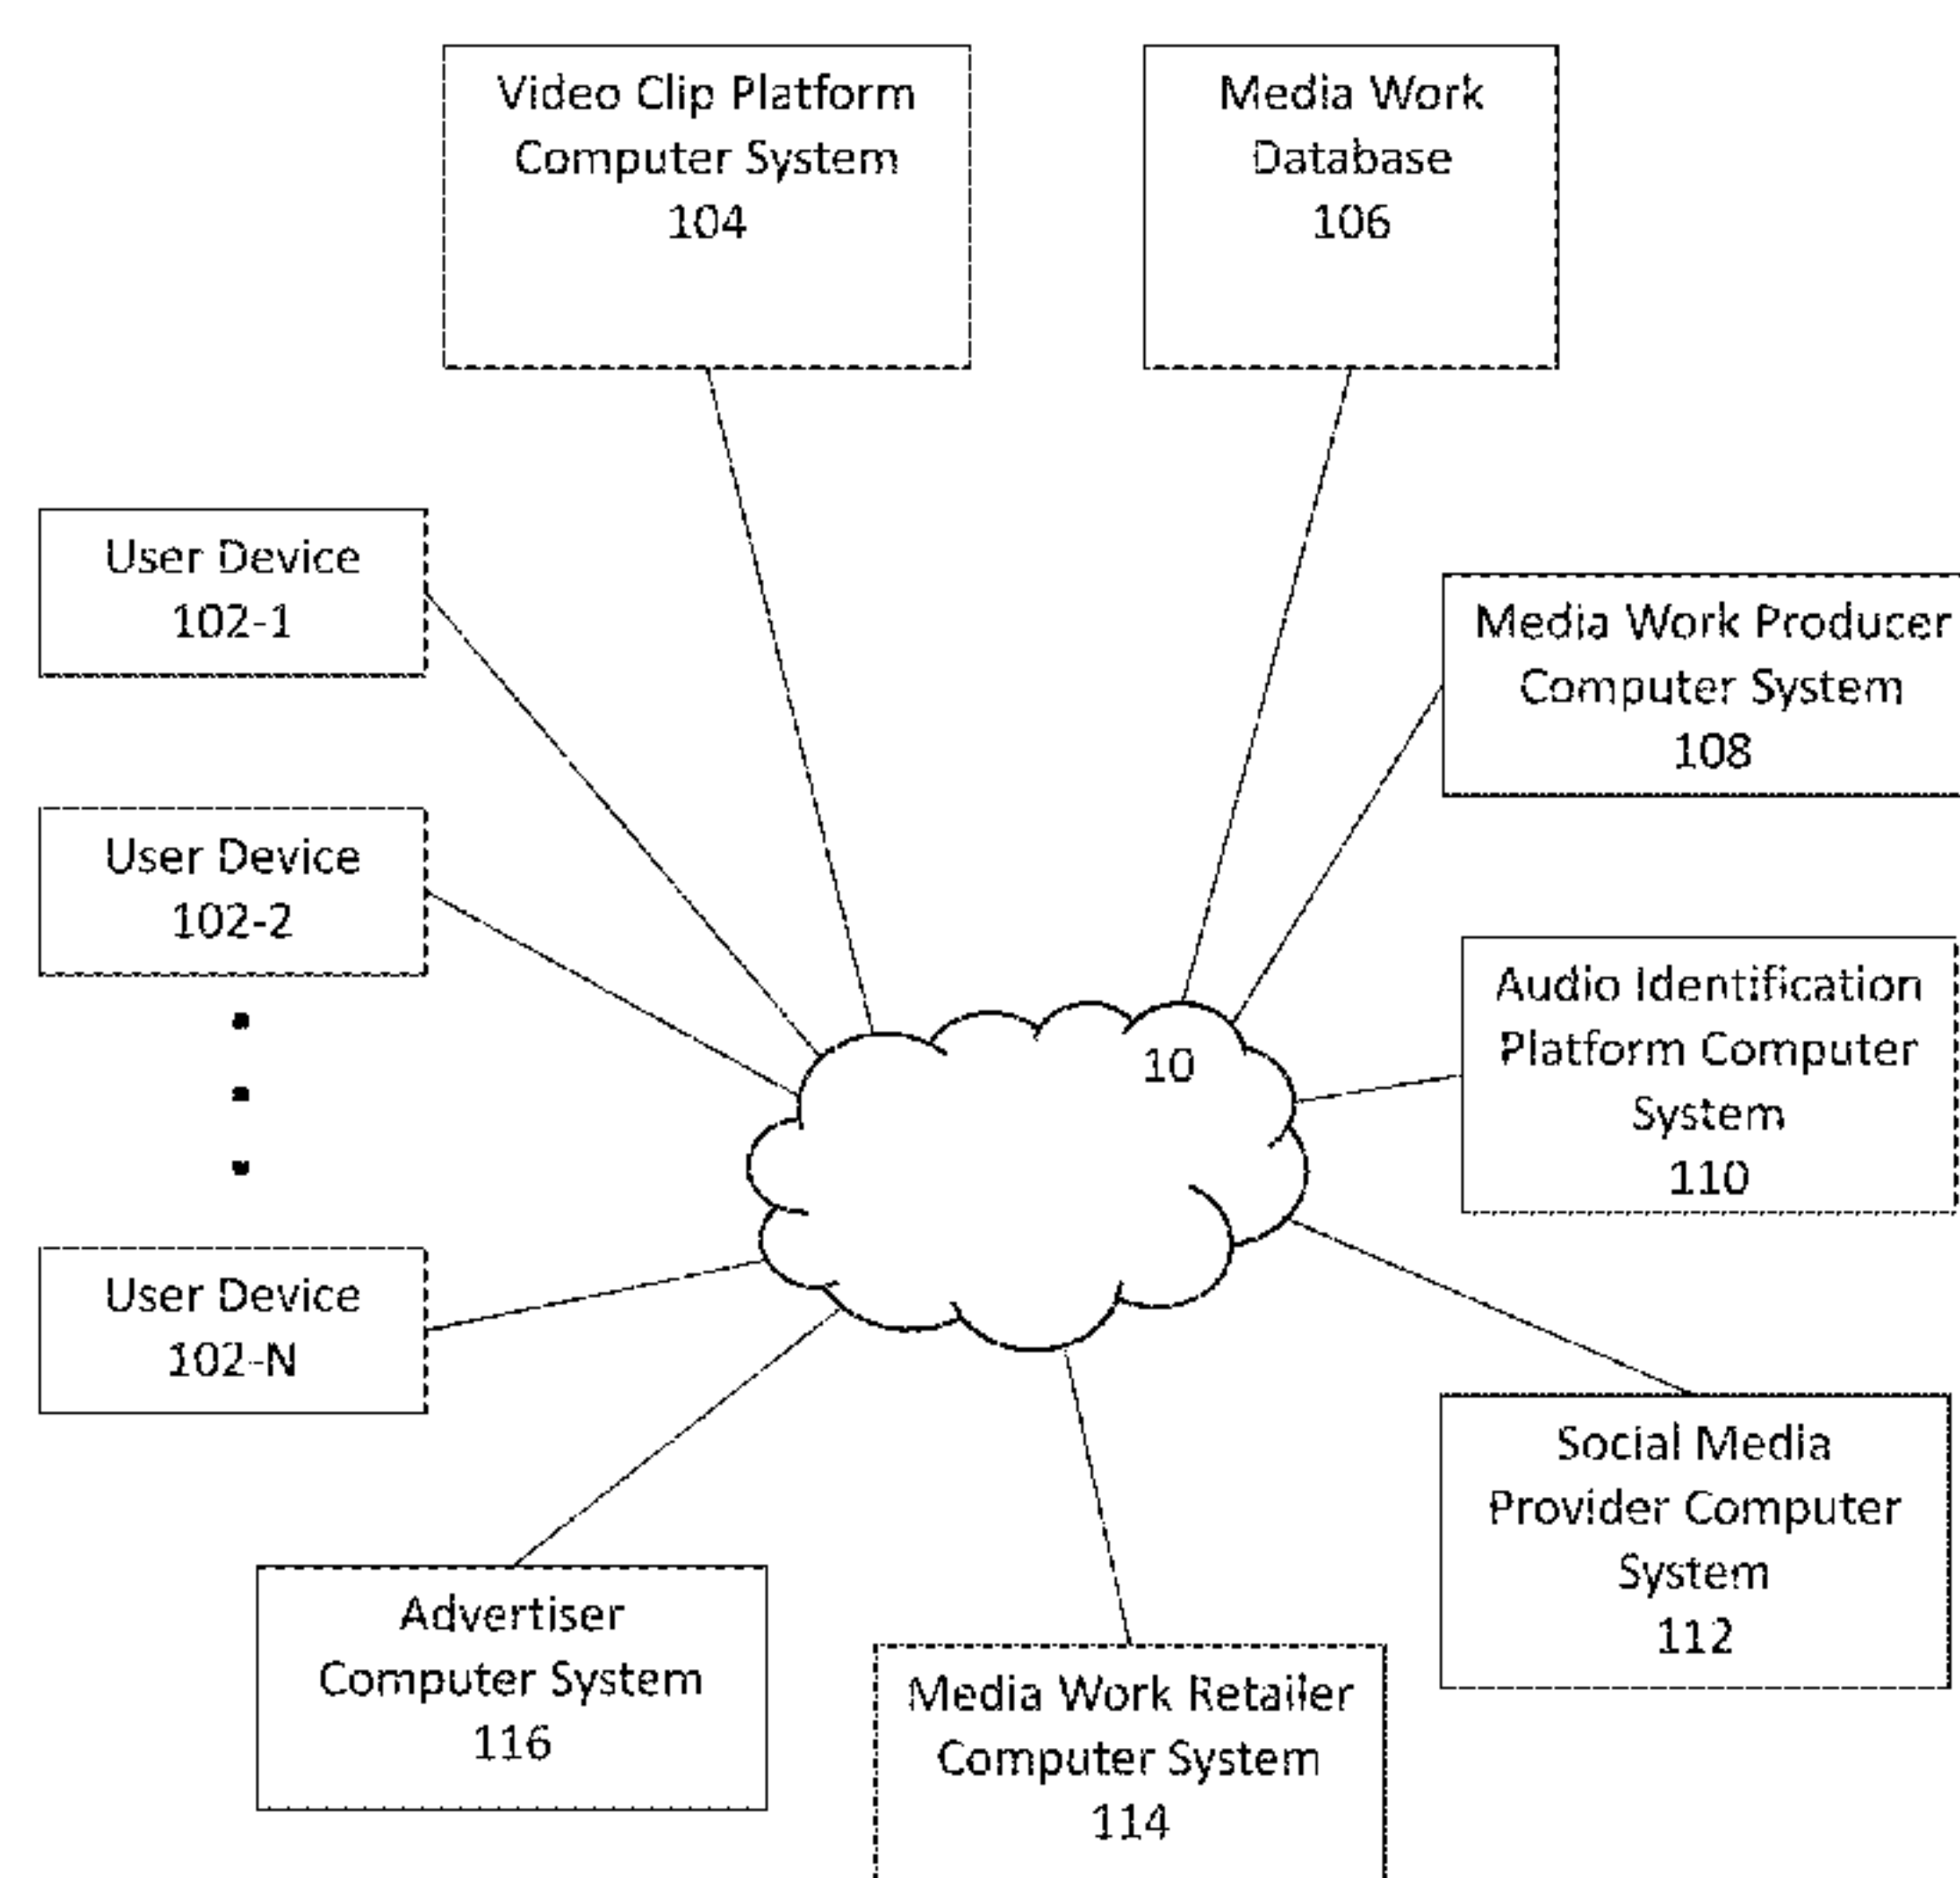 Video Clip Platform
Computer System
104
Media Work
Database
106
User Device
102-1
Media Work Producer
Computer System
108
User Device
102-2
Audio Identification
Platform Computer
System
110
10
User Device
102-N
Social Media
Provider Computer
System
112
Advertiser
Computer System
116
Media Work Retailer
Computer System
114